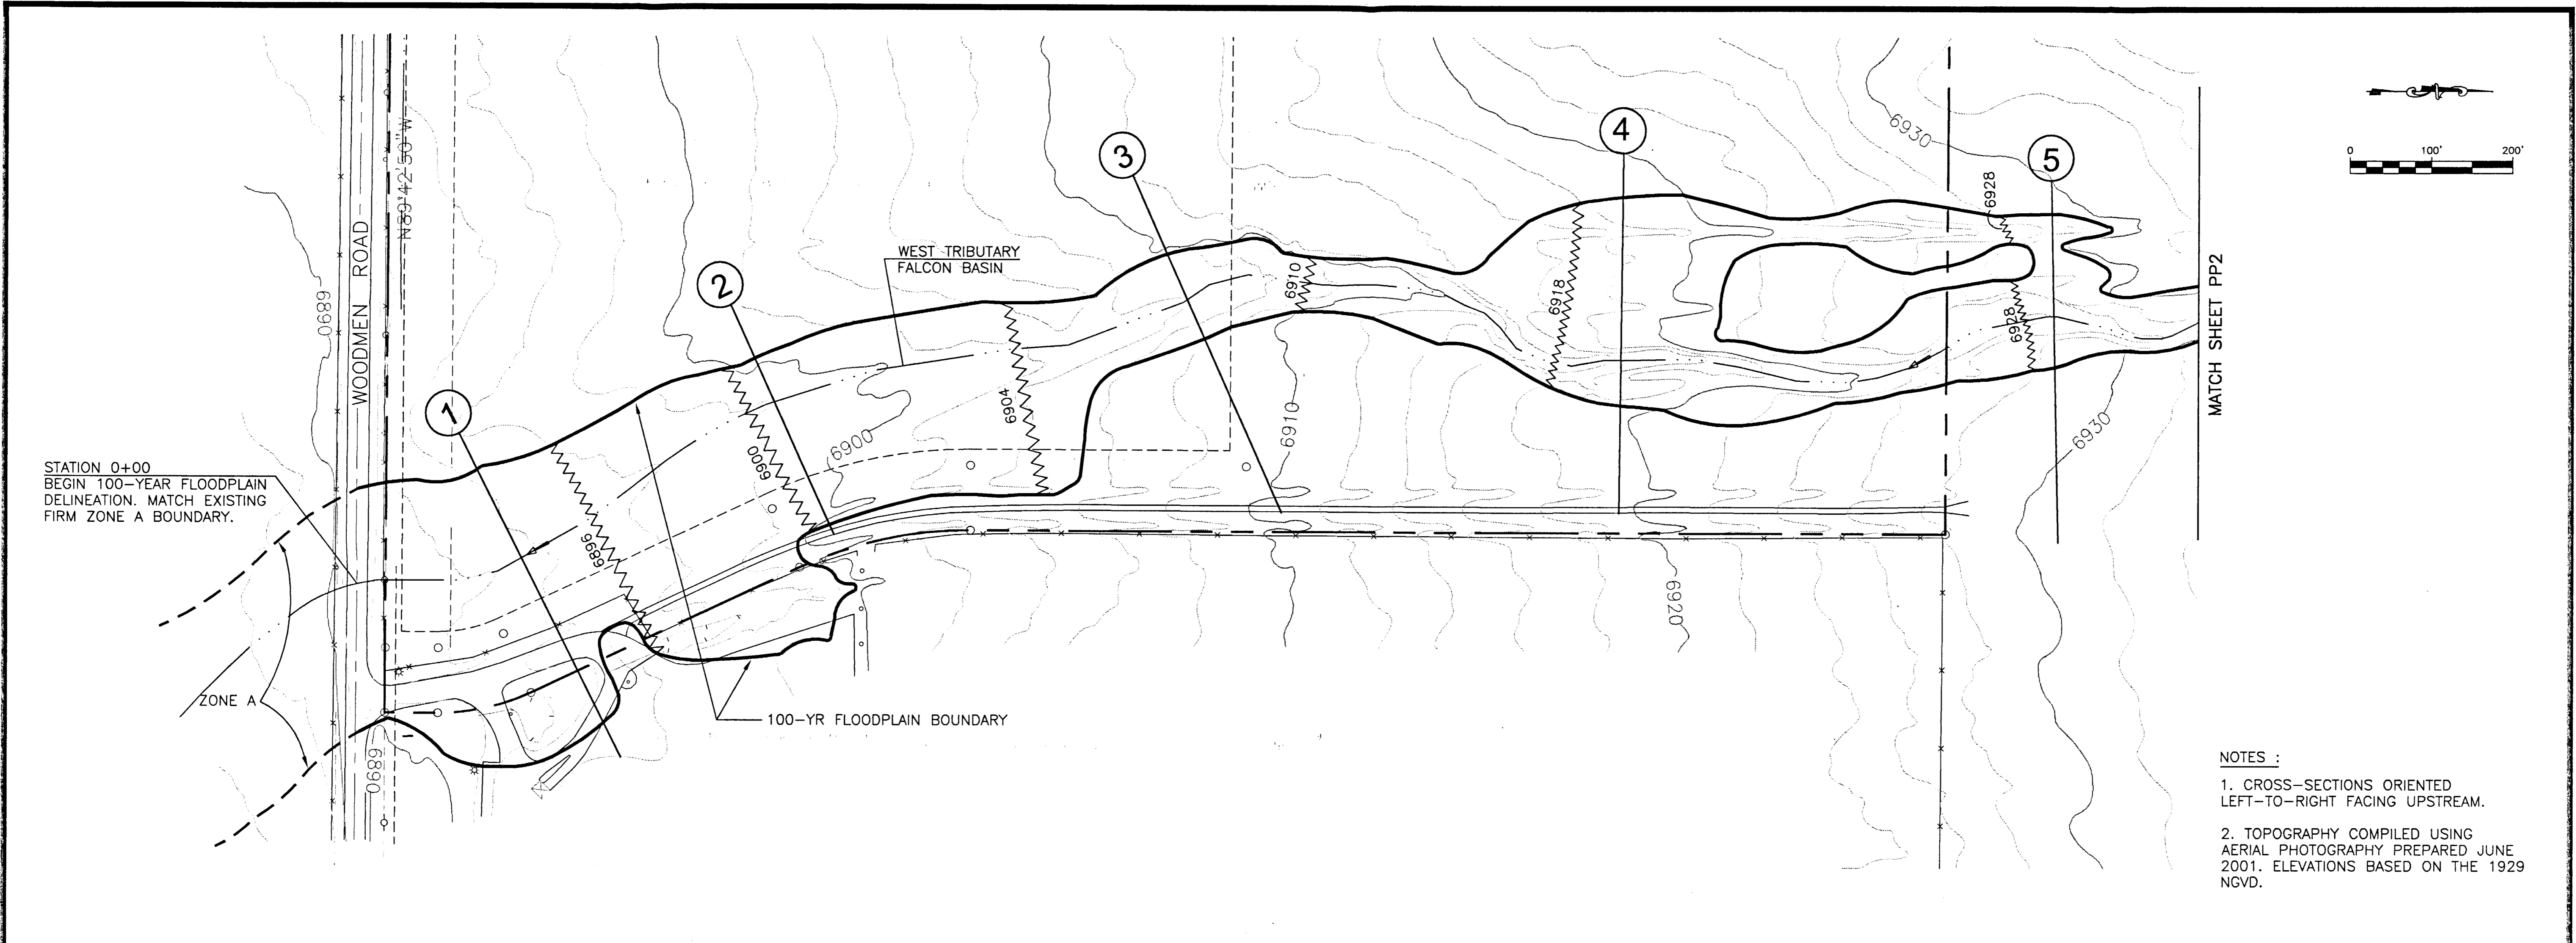 0
100'
200'
6930
6928
5
4
3
2
1
WEST TRIBUTARY
FALCON BASIN
N89°42'50"W
WOODMEN ROAD
6890
6910
6918
6928
MATCH SHEET PP2
6904
6900
6900
6910
6930
STATION 0+00
BEGIN 100-YEAR FLOODPLAIN
DELINEATION. MATCH EXISTING
FIRM ZONE A BOUNDARY.
6896
6920
ZONE A
100-YR FLOODPLAIN BOUNDARY
6890
NOTES :
1. CROSS-SECTIONS ORIENTED
LEFT-TO-RIGHT FACING UPSTREAM.
2. TOPOGRAPHY COMPILED USING
AERIAL PHOTOGRAPHY PREPARED JUNE
2001. ELEVATIONS BASED ON THE 1929
NGVD.